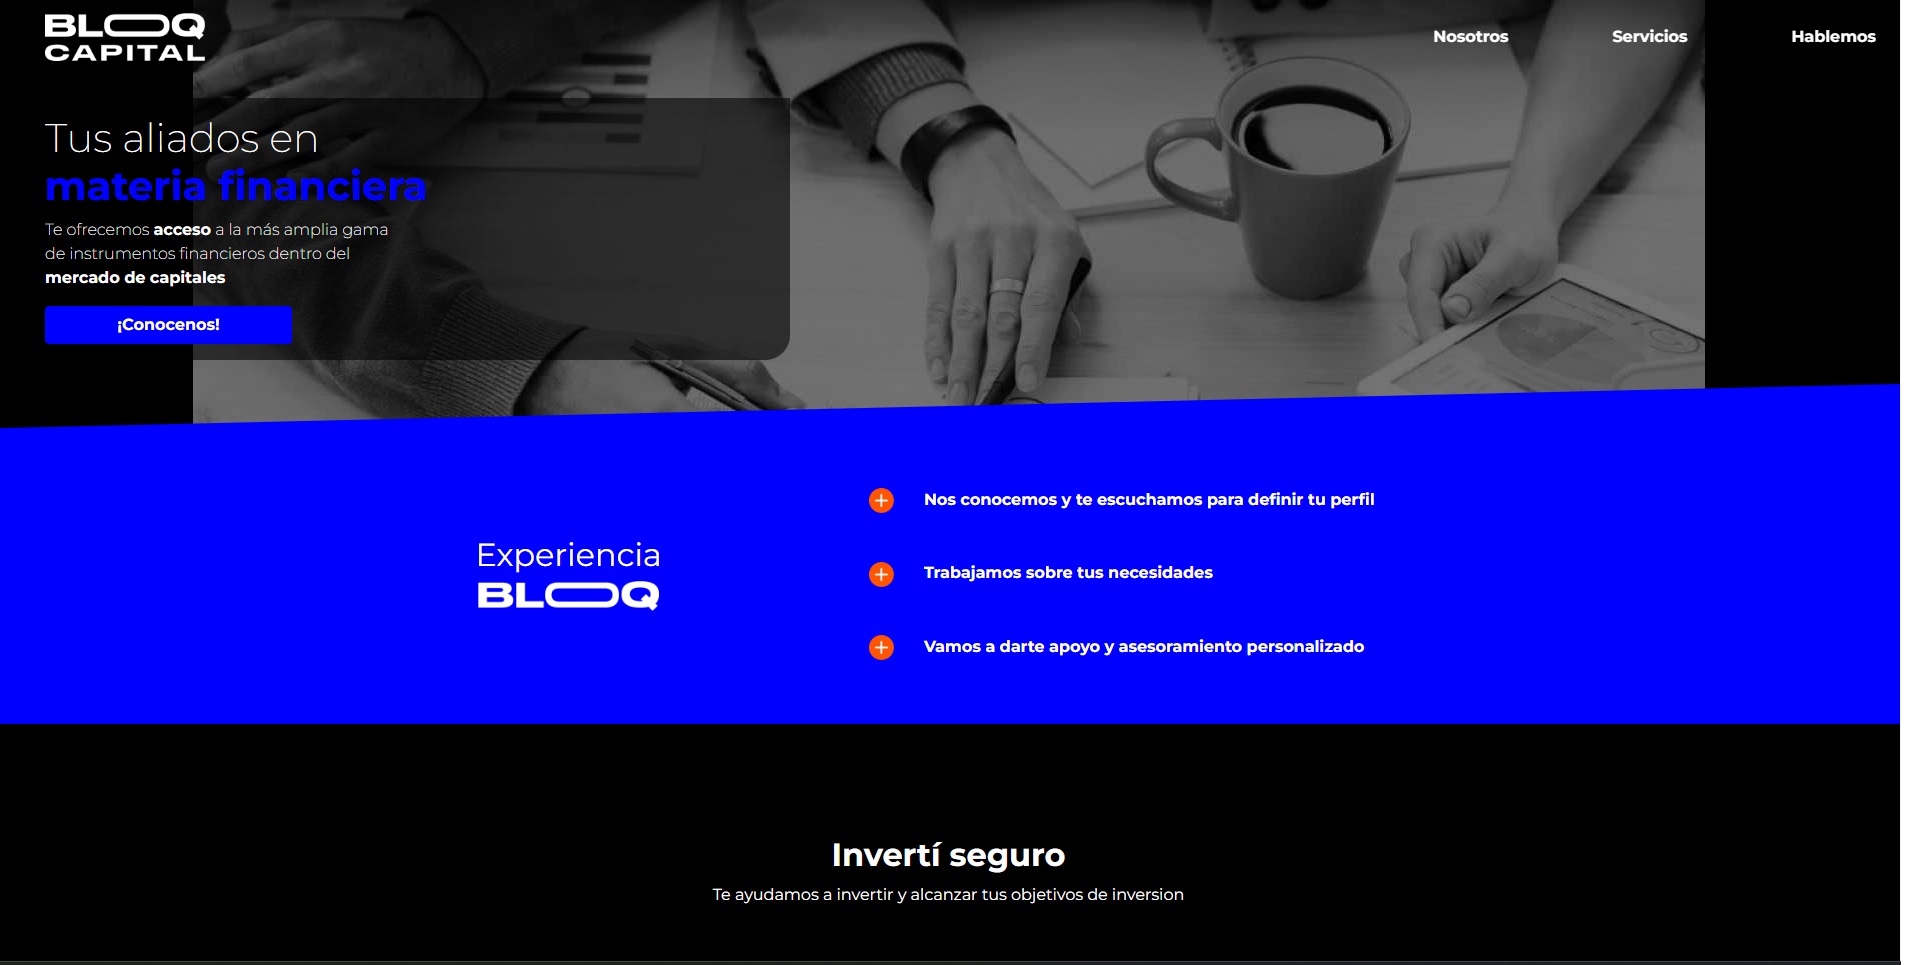 BLOQ
CAPITAL
Nosotros
Servicios
Hablemos
Tus aliados en
materia financiera
Te ofrecemos acceso a la más amplia gama
de instrumentos financieros dentro del
mercado de capitales
¡Conocenos!
Experiencia
BLOQ
Nos conocemos y te escuchamos para definir tu perfil
Trabajamos sobre tus necesidades
Vamos a darte apoyo y asesoramiento personalizado
Invertí seguro
Te ayudamos a invertir y alcanzar tus objetivos de inversion